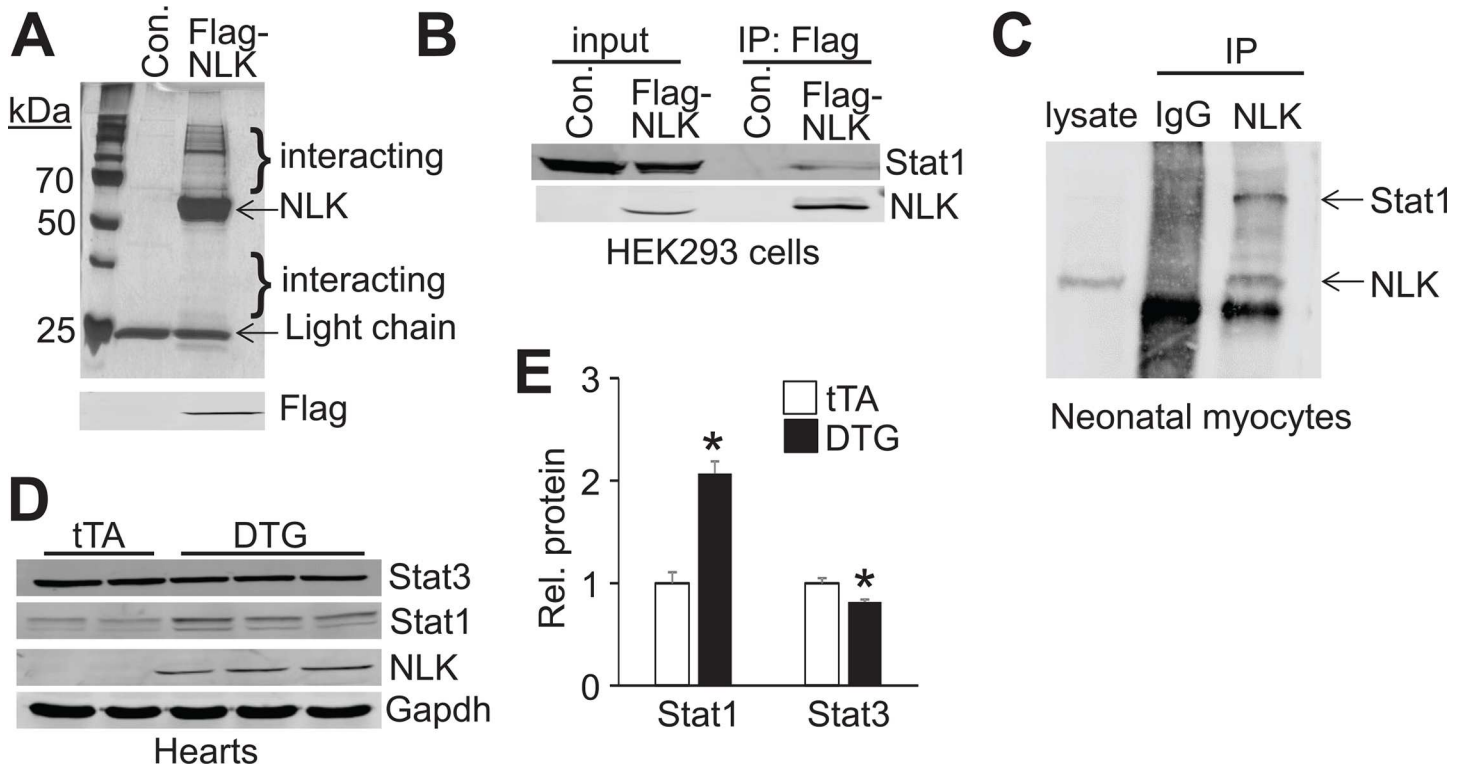 A
Con.
Flag-
NLK
kDa
70
50
25
interacting
NLK
interacting
Light chain
Flag
B
input
IP: Flag
Con.
Flag-
NLK
Con.
Flag-
NLK
Stat1
NLK
HEK293 cells
C
IP
lysate
IgG
NLK
Stat1
NLK
Neonatal myocytes
D
tTA
DTG
Stat3
Stat1
NLK
Gapdh
Hearts
E
Rel. protein
3
2
1
0
tTA
DTG
*
*
Stat1
Stat3